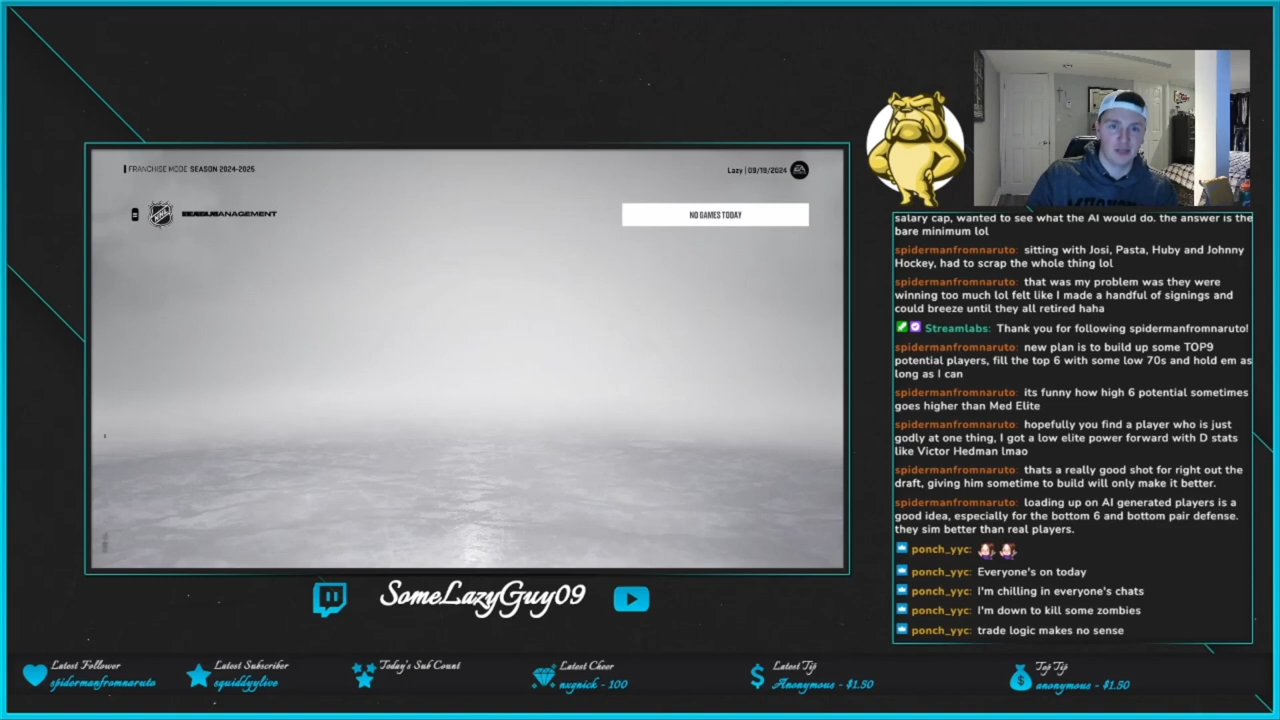 FRANCHISE MODE SEASON 2024-2025
Lazy | 09/19/2024
NHL
NO GAMES TODAY
salary cap, wanted to see what the AI would do. the answer is the
bare minimum lol
spidermanfromnaruto: sitting with Josi, Pasta, Huby and Johnny
Hockey, had to scrap the whole thing lol
spidermanfromnaruto: that was my problem was they were
winning too much lol felt like I made a handful of signings and
could breeze until they all retired haha
Streamlabs: Thank you for following spidermanfromnaruto!
spidermanfromnaruto: new plan is to build up some TOP9
potential players, fill the top 6 with some low 70s and hold em as
long as I can
spidermanfromnaruto: its funny how high 6 potential sometimes
goes higher than Med Elite
spidermanfromnaruto: hopefully you find a player who is just
godly at one thing, I got a low elite power forward with D stats
like Victor Hedman lmao
spidermanfromnaruto: thats a really good shot for right out the
draft, giving him sometime to build will only make it better.
spidermanfromnaruto: loading up on AI generated players is a
good idea, especially for the bottom 6 and bottom pair defense.
they sim better than real players.
ponch_yyc:
ponch_yyc: Everyone's on today
ponch_yyc: I'm chilling in everyone's chats
ponch_yyc: I'm down to kill some zombies
ponch_yyc: trade logic makes no sense
SomeLazyGuy09
Latest Follower
spidermanfromnaruto
Latest Subscriber
squiddyylive
Today's Sub Count
Latest Cheer
nxgnick - 100
Latest Tip
Anonymous - $1.50
Top Tip
anonymous - $1.50